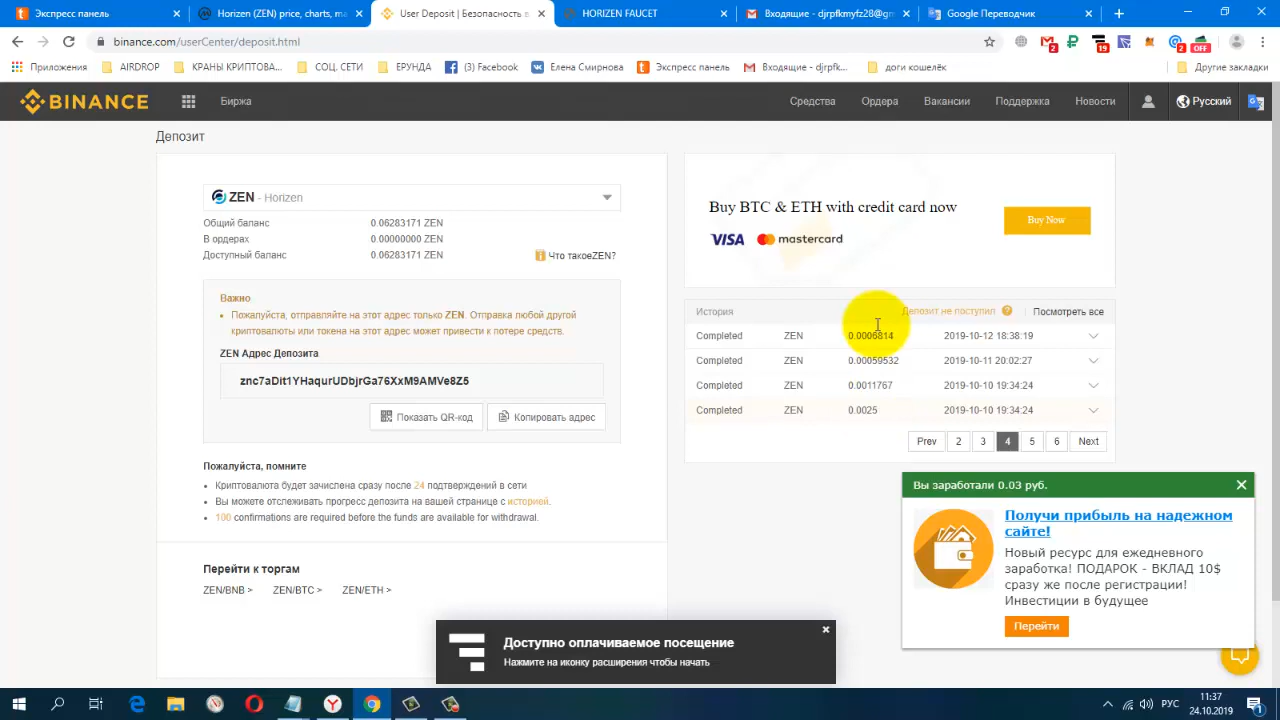 Экспресс панель
Horizen (ZEN) price, charts, ma
User Deposit | Безопасность в
HORIZEN FAUCET
Входящие - djrpfkmyfz28@gm
Google Переводчик
binance.com/userCenter/deposit.html
2
19
2
OFF
Приложения
AIRDROP
КРАНЫ КРИПТОВА...
СОЦ. СЕТИ
ЕРУНДА
(3) Facebook
Елена Смирнова
Экспресс панель
Входящие - djrpfk...
доги кошелёк
Другие закладки
BINANCE
Биржа
Средства
Ордера
Вакансии
Поддержка
Новости
Русский
Депозит
ZEN - Horizen
Общий баланс 0.06283171 ZEN
В ордерах 0.00000000 ZEN
Доступный баланс 0.06283171 ZEN
Что такоеZEN?
Важно
Пожалуйста, отправляйте на этот адрес только ZEN. Отправка любой другой
криптовалюты или токена на этот адрес может привести к потере средств.
ZEN Адрес Депозита
znc7aDit1YHaqurUDbjrGa76XxM9AMVe8Z5
Показать QR-код
Копировать адрес
Пожалуйста, помните
Криптовалюта будет зачислена сразу после 24 подтверждений в сети
Вы можете отслеживать прогресс депозита на вашей странице с историей.
100 confirmations are required before the funds are available for withdrawal.
Перейти к торгам
ZEN/BNB >
ZEN/BTC >
ZEN/ETH >
Buy BTC & ETH with credit card now
VISA mastercard
Buy Now
История
Депозит не поступил
Посмотреть все
Completed ZEN 0.0006814 2019-10-12 18:38:19
Completed ZEN 0.00059532 2019-10-11 20:02:27
Completed ZEN 0.0011767 2019-10-10 19:34:24
Completed ZEN 0.0025 2019-10-10 19:34:24
Prev 2 3 4 5 6 Next
Вы заработали 0.03 руб.
Получи прибыль на надежном
сайте!
Новый ресурс для ежедневного
заработка! ПОДАРОК - ВКЛАД 10$
сразу же после регистрации!
Инвестиции в будущее
Перейти
Доступно оплачиваемое посещение
Нажмите на иконку расширения чтобы начать
РУС
11:37
24.10.2019
1